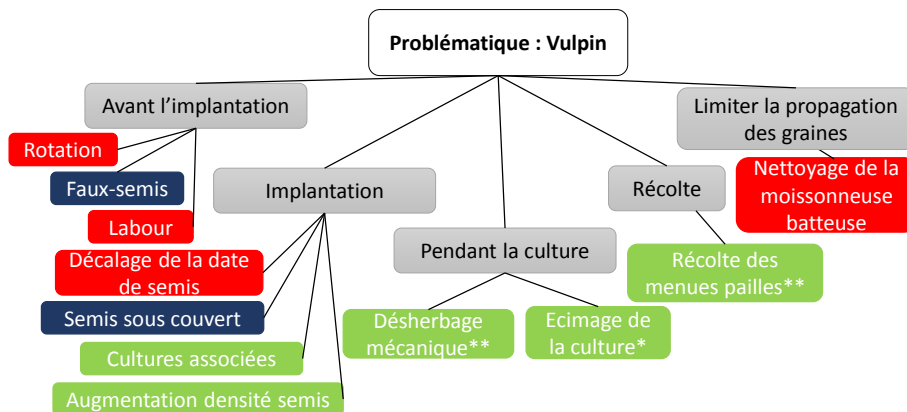 Problématique : Vulpin
Avant l'implantation
Rotation
Faux-semis
Labour
Implantation
Décalage de la date
de semis
Semis sous couvert
Cultures associées
Augmentation densité semis
Pendant la culture
Désherbage
mécanique**
Ecimage de
la culture*
Récolte
Récolte des
menues pailles**
Limiter la propagation
des graines
Nettoyage de la
moissonneuse
batteuse